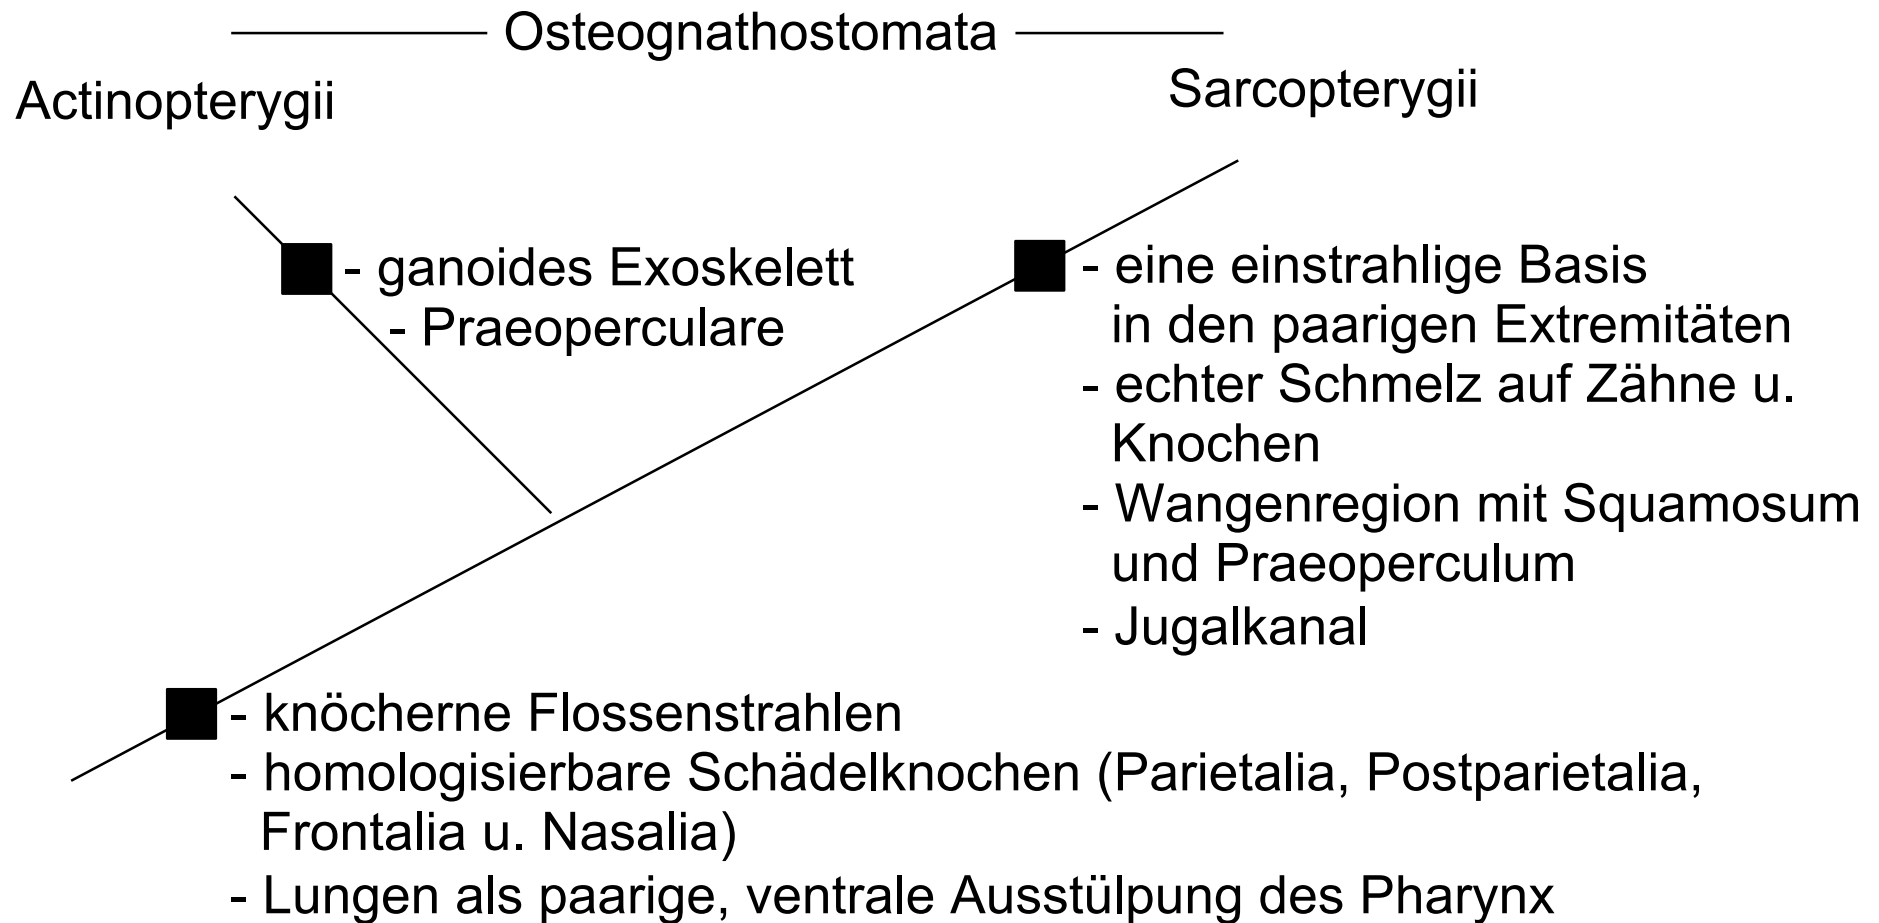 Osteognathostomata
Actinopterygii
Sarcopterygii
- ganoides Exoskelett
- Praeoperculare
- eine einstrahlige Basis
in den paarigen Extremitäten
- echter Schmelz auf Zähne u.
Knochen
- Wangenregion mit Squamosum
und Praeoperculum
- Jugalkanal
- knöcherne Flossenstrahlen
- homologisierbare Schädelknochen (Parietalia, Postparietalia,
Frontalia u. Nasalia)
- Lungen als paarige, ventrale Ausstülpung des Pharynx